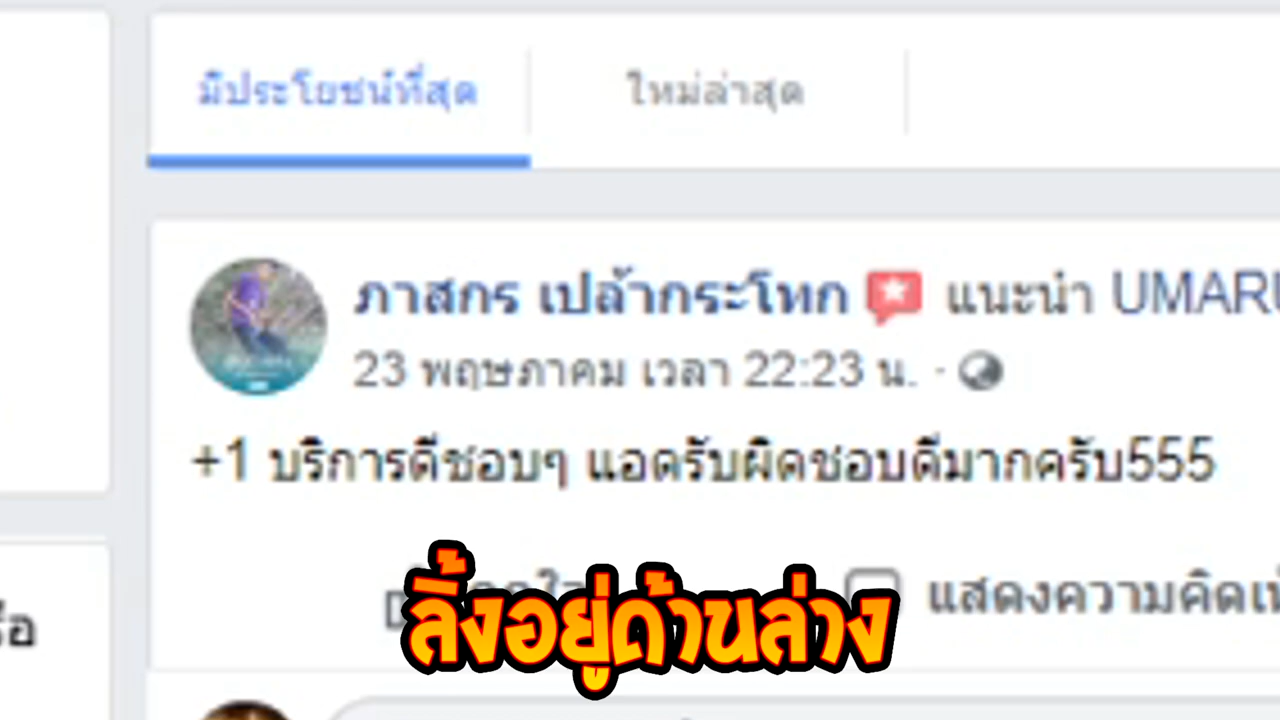 มีประโยชน์ที่สุด
ใหม่ล่าสุด
ภาสกร เปล้ากระโทก แนะนำ UMAR
23 พฤษภาคม เวลา 22:23 น.
+1 บริการดีชอบๆ แอดรับผิดชอบดีมากครับ555
แสดงความคิดเ
ลิ้งอยู่ด้านล่าง